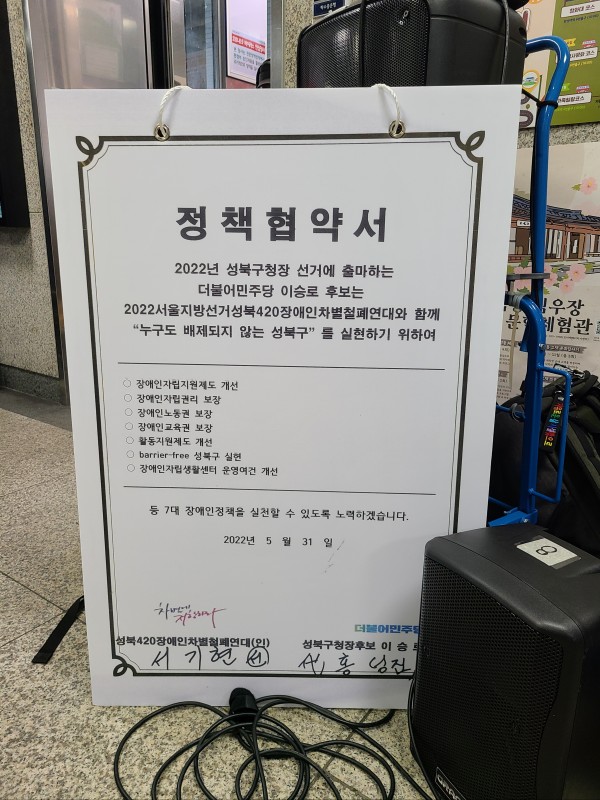 정책협약서
2022년 성북구청장 선거에 출마하는
더불어민주당 이승로 후보는
2022서울지방선거성북420장애인차별철폐연대와 함께
“누구도 배제되지 않는 성북구” 를 실현하기 위하여
○ 장애인자립지원제도 개선
○ 장애인자립권리 보장
○ 장애인노동권 보장
○ 장애인교육권 보장
○ 활동지원제도 개선
○ barrier-free 성북구 실현
○ 장애인자립생활센터 운영여건 개선
등 7대 장애인정책을 실천할 수 있도록 노력하겠습니다.
2022년 5 월 31 일
차별에 저항하라
더불어민주당
성북420장애인차별철폐연대(인)
성북구청장후보 이 승 로
서 기 현
8